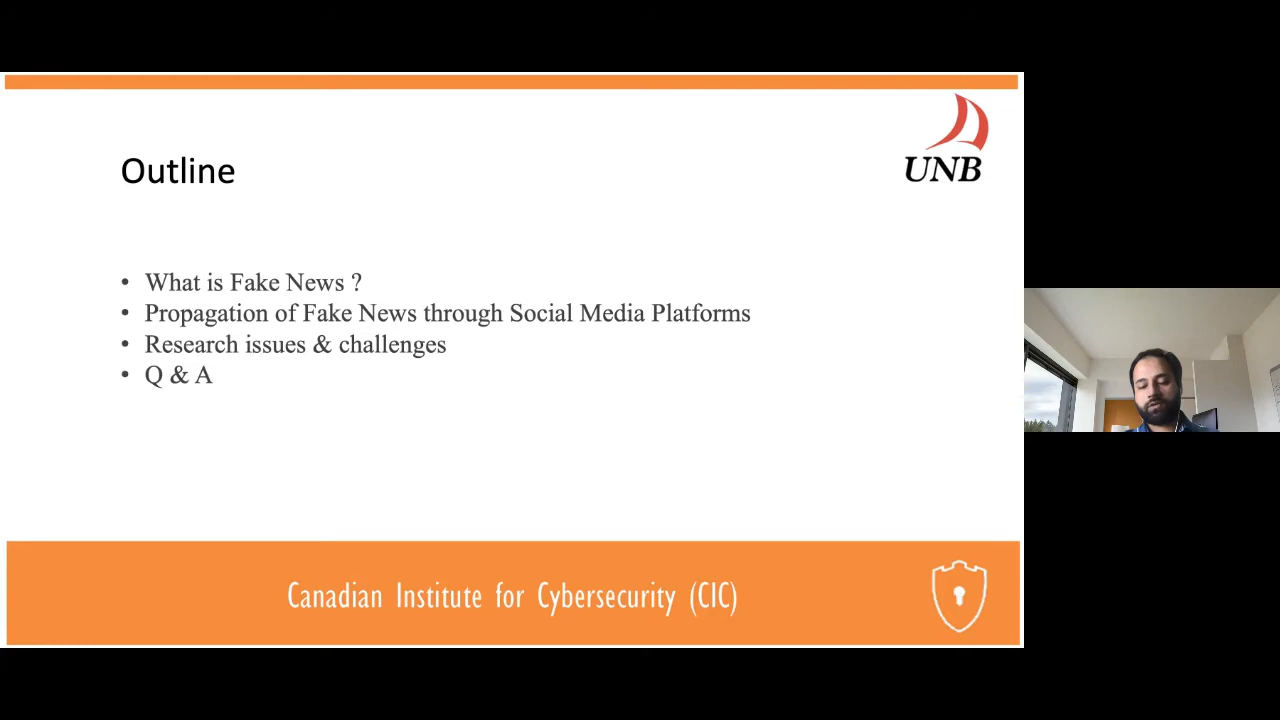 UNB
Outline
• What is Fake News ?
• Propagation of Fake News through Social Media Platforms
• Research issues & challenges
• Q & A
Canadian Institute for Cybersecurity (CIC)